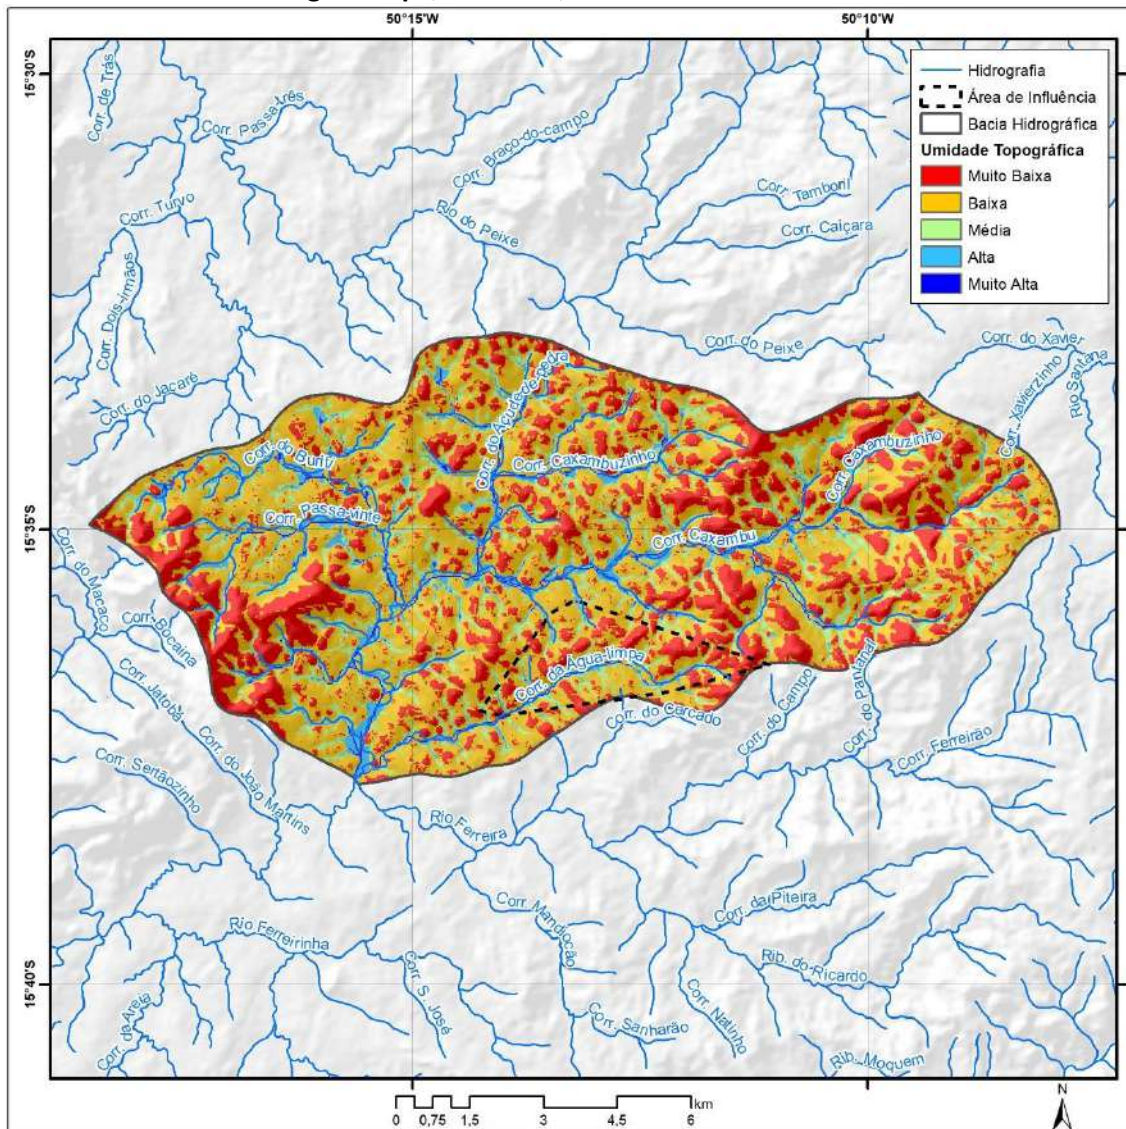 50°15'W
50°10'W
15°30'S
15°35'S
15°40'S
Hidrografia
Área de Influência
Bacia Hidrográfica
Umidade Topográfica
Muito Baixa
Baixa
Média
Alta
Muito Alta
Corr. de Trás
Corr. Passa-três
Corr. Braço-do-campo
Corr. Tamboril
Corr. Turvo
Rio do Peixe
Corr. Caiçara
Corr. Dois-irmãos
Corr. do Peixe
Corr. do Xavier
Corr. do Jacaré
Corr. do Açude-de-pedra
Corr. Xavierzinho
Rio Santana
Corr. do Buriti
Corr. Caxambuzinho
Corr. Caxambuzinho
Corr. Passa-vinte
Corr. Caxambu
Corr. do Macaco
Corr. Bocaina
Corr. da Água-limpa
Corr. Jatobá
Corr. do Cercado
Corr. do Campo
Corr. do Pantanal
Corr. Ferreirão
Corr. Sertãozinho
Corr. do João Martins
Rio Ferreira
Corr. Mandiocão
Corr. da Piteira
Rio Ferreirinha
Rib. do-Ricardo
Corr. da Areia
Corr. S. José
Corr. Sanharão
Corr. Natinho
Rib. Moquem
N
km
0 0,75 1,5 3 4,5 6